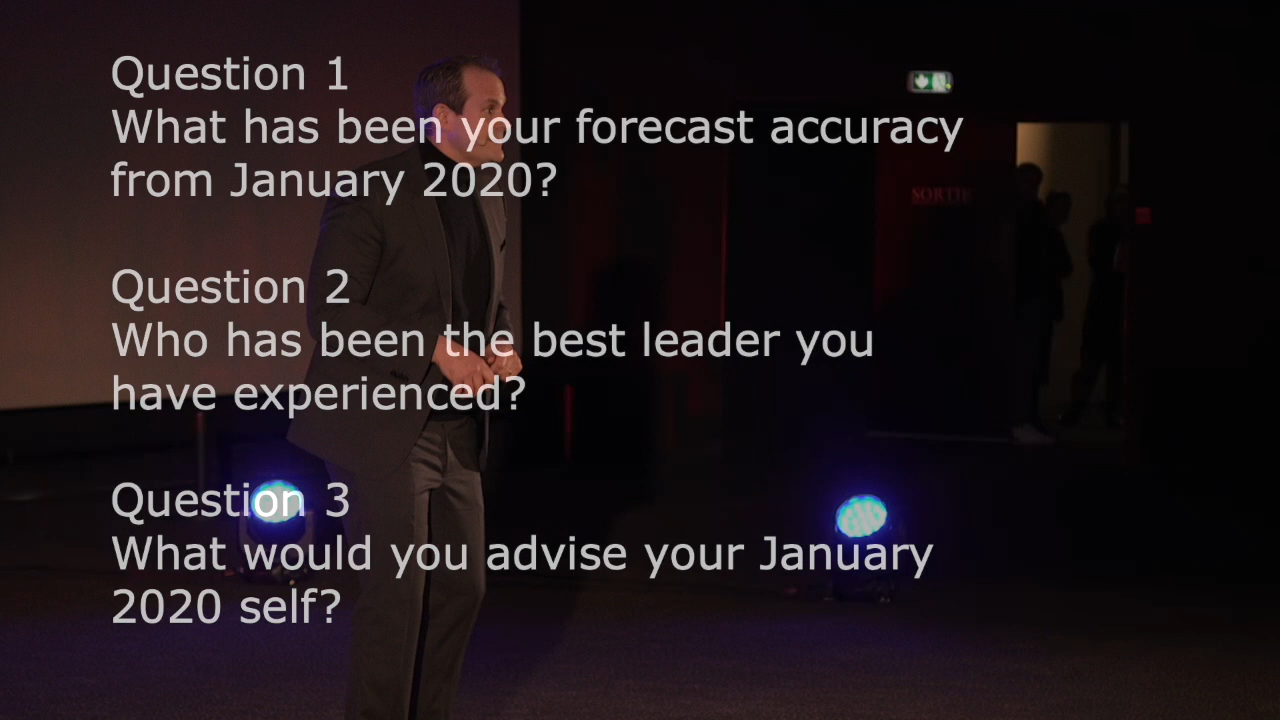 Question 1
What has been your forecast accuracy
from January 2020?
Question 2
Who has been the best leader you
have experienced?
Question 3
What would you advise your January
2020 self?
SORTIE